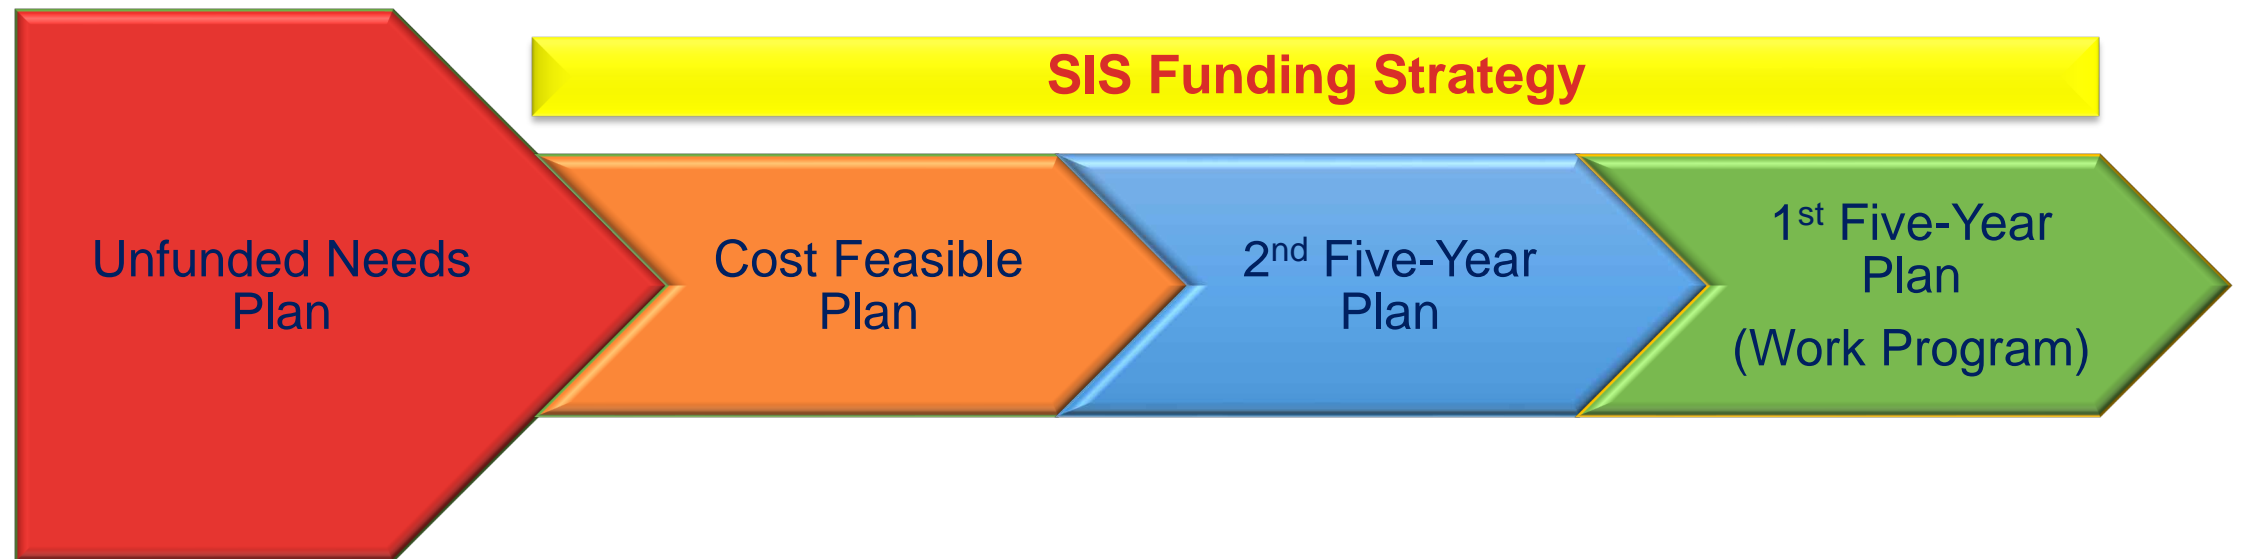 SIS Funding Strategy
Unfunded Needs
Plan
Cost Feasible
Plan
2nd Five-Year
Plan
1st Five-Year
Plan
(Work Program)